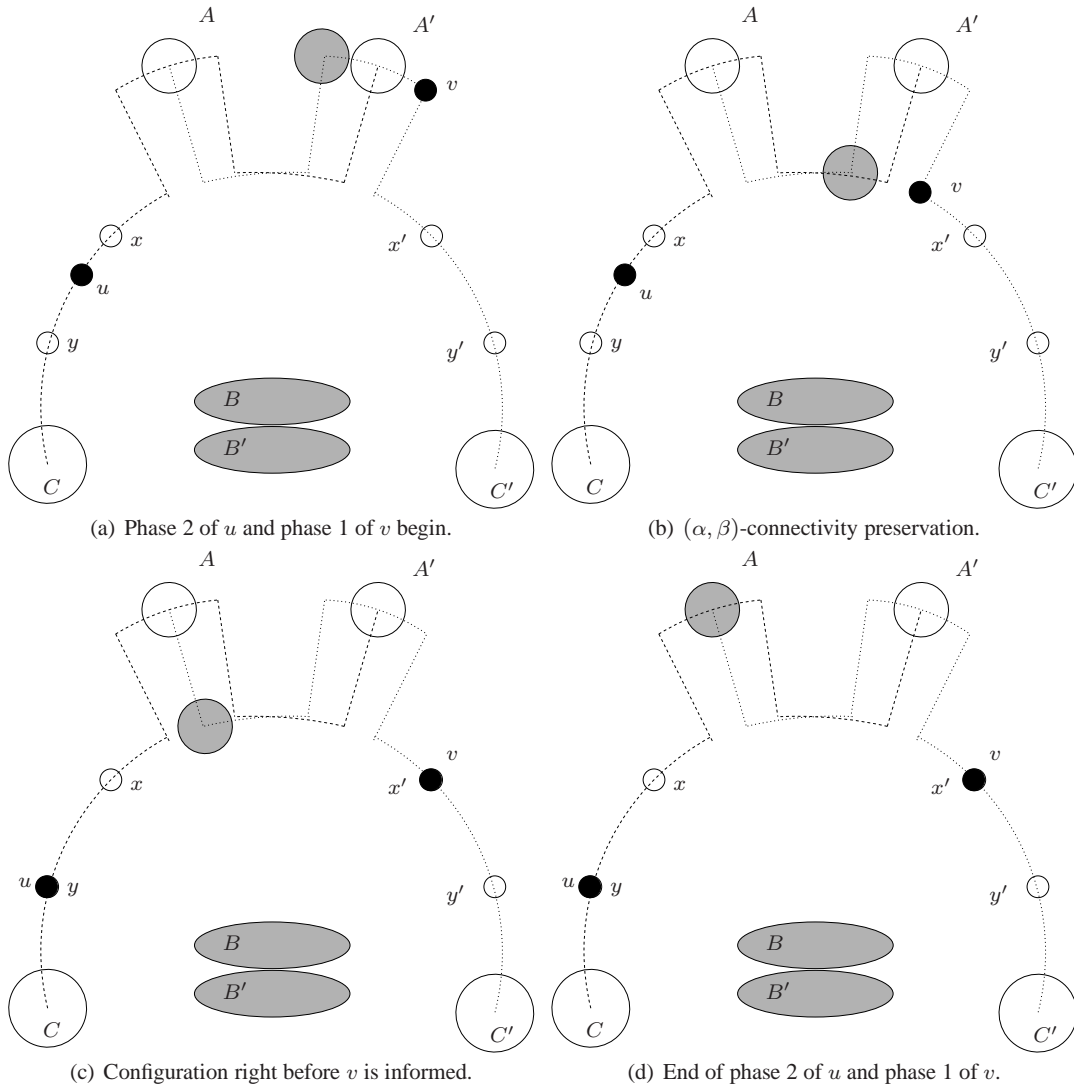 A
A′
v
x
x′
u
y
y′
B
B′
C
C′
(a) Phase 2 of u and phase 1 of v begin.
A
A′
v
x
x′
u
y
y′
B
B′
C
C′
(b) (α, β)-connectivity preservation.
A
A′
v
x
x′
u
y
y′
B
B′
C
C′
(c) Configuration right before v is informed.
A
A′
v
x
x′
u
y
y′
B
B′
C
C′
(d) End of phase 2 of u and phase 1 of v.